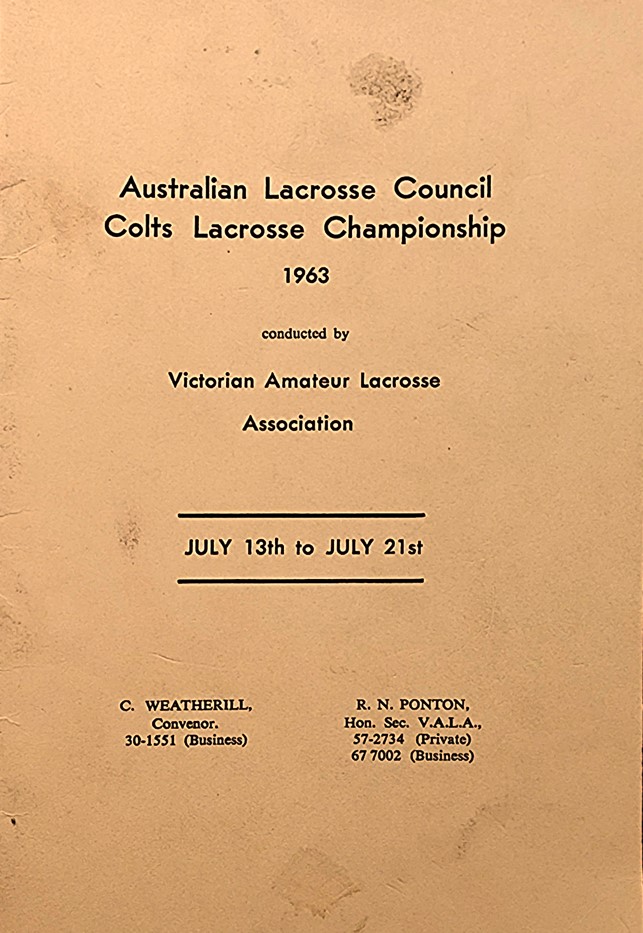 Australian Lacrosse Council
Colts Lacrosse Championship
1963
conducted by
Victorian Amateur Lacrosse
Association
JULY 13th to JULY 21st
C. WEATHERILL,
Convenor.
30-1551 (Business)
R. N. PONTON,
Hon. Sec. V.A.L.A.,
57-2734 (Private)
67 7002 (Business)